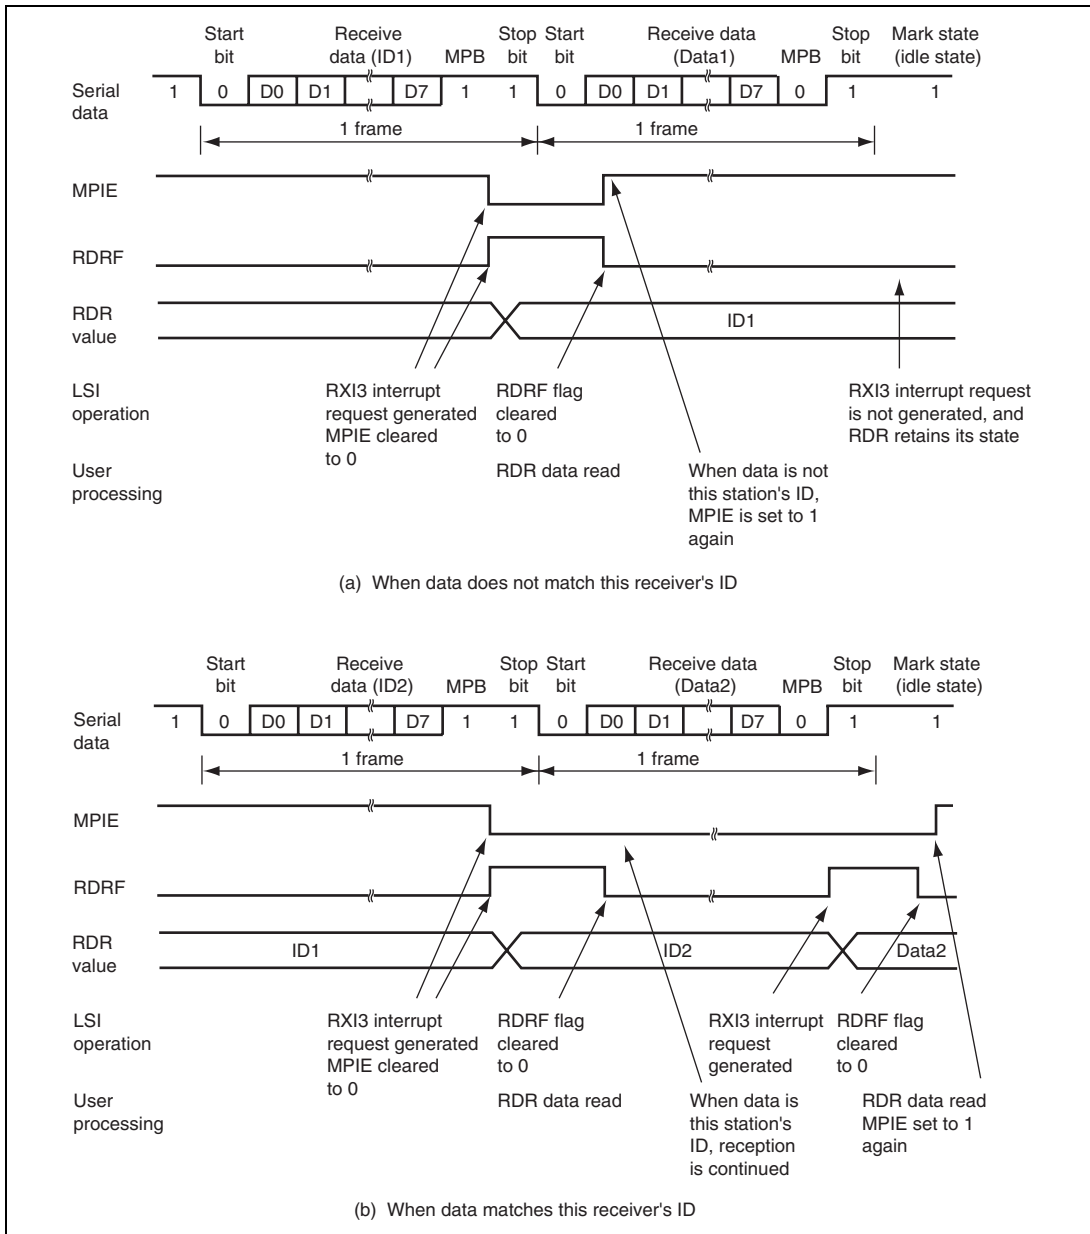 Start bit Receive data (ID1) MPB Stop bit Start bit Receive data (Data1) MPB Stop bit Mark state (idle state)
Serial data 1 0 D0 D1 D7 1 1 0 D0 D1 D7 0 1 1
1 frame 1 frame
MPIE
RDRF
RDR value ID1
LSI operation RXI3 interrupt request generated MPIE cleared to 0 RDRF flag cleared to 0 RXI3 interrupt request is not generated, and RDR retains its state
User processing RDR data read When data is not this station's ID, MPIE is set to 1 again
(a) When data does not match this receiver's ID
Start bit Receive data (ID2) MPB Stop bit Start bit Receive data (Data2) MPB Stop bit Mark state (idle state)
Serial data 1 0 D0 D1 D7 1 1 0 D0 D1 D7 0 1 1
1 frame 1 frame
MPIE
RDRF
RDR value ID1 ID2 Data2
LSI operation RXI3 interrupt request generated MPIE cleared to 0 RDRF flag cleared to 0 RXI3 interrupt request generated RDRF flag cleared to 0
User processing RDR data read When data is this station's ID, reception is continued RDR data read MPIE set to 1 again
(b) When data matches this receiver's ID